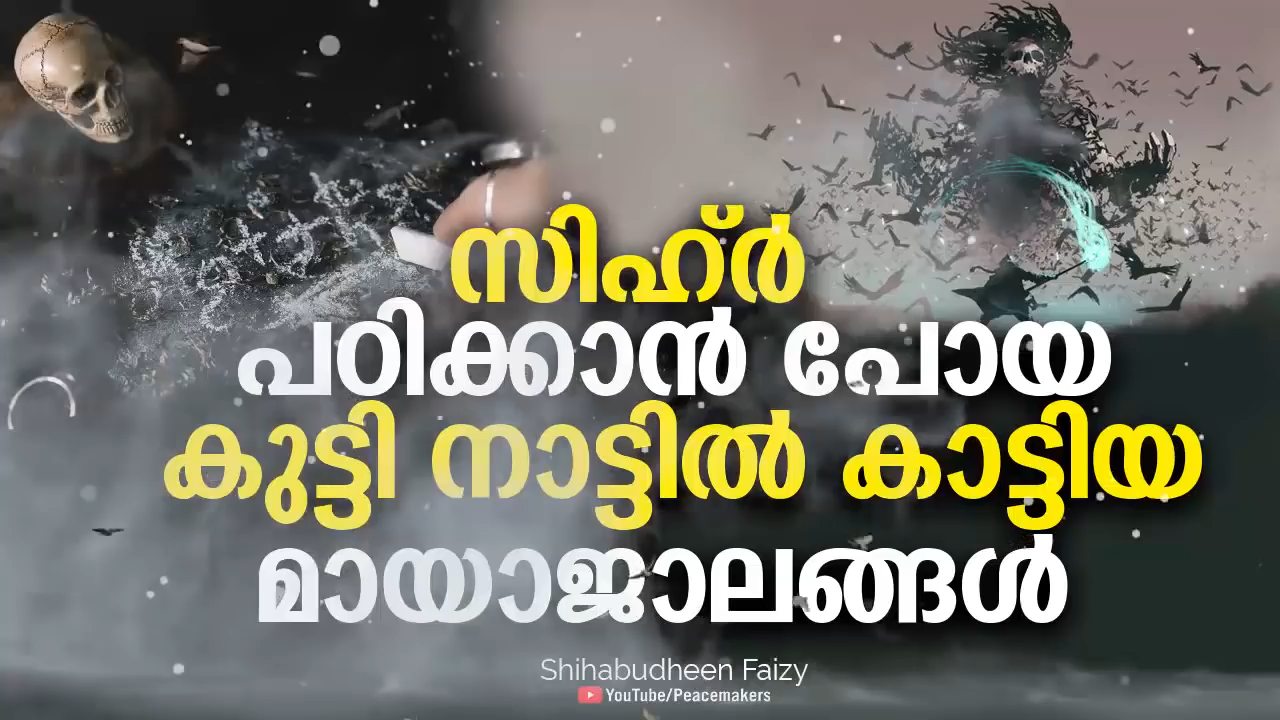 സിഹ്ർ
പഠിക്കാൻ പോയ
കുട്ടി നാട്ടിൽ കാട്ടിയ
മായാജാലങ്ങൾ
Shihabudheen Faizy
YouTube/Peacemakers